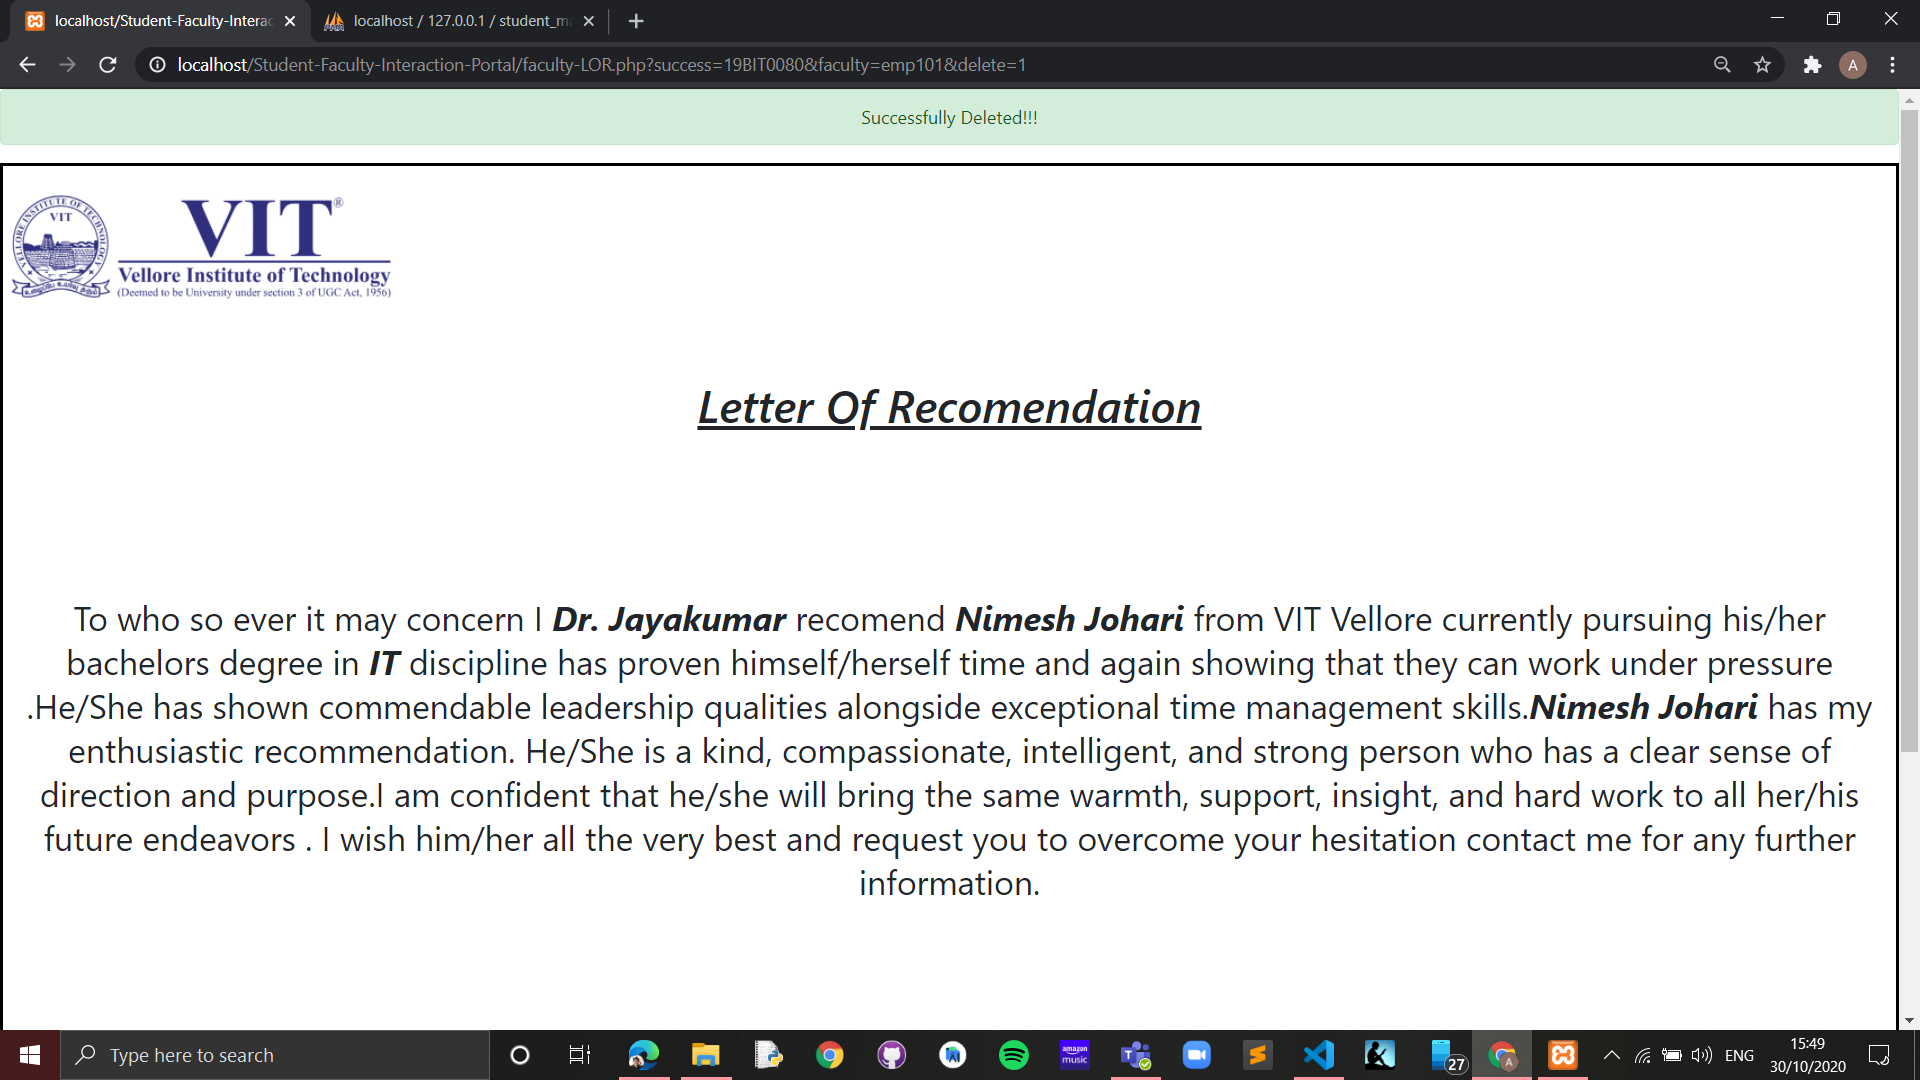 localhost/Student-Faculty-Interac
localhost / 127.0.0.1 / student_ma
localhost/Student-Faculty-Interaction-Portal/faculty-LOR.php?success=19BIT0080&faculty=emp101&delete=1
A
Successfully Deleted!!!
VELLORE INSTITUTE OF TECHNOLOGY
VIT
VIT®
Vellore Institute of Technology
(Deemed to be University under section 3 of UGC Act, 1956)
Letter Of Recomendation
To who so ever it may concern I Dr. Jayakumar recomend Nimesh Johari from VIT Vellore currently pursuing his/her
bachelors degree in IT discipline has proven himself/herself time and again showing that they can work under pressure
.He/She has shown commendable leadership qualities alongside exceptional time management skills.Nimesh Johari has my
enthusiastic recommendation. He/She is a kind, compassionate, intelligent, and strong person who has a clear sense of
direction and purpose.I am confident that he/she will bring the same warmth, support, insight, and hard work to all her/his
future endeavors . I wish him/her all the very best and request you to overcome your hesitation contact me for any further
information.
Type here to search
amazon
music
27
A
ENG
15:49
30/10/2020